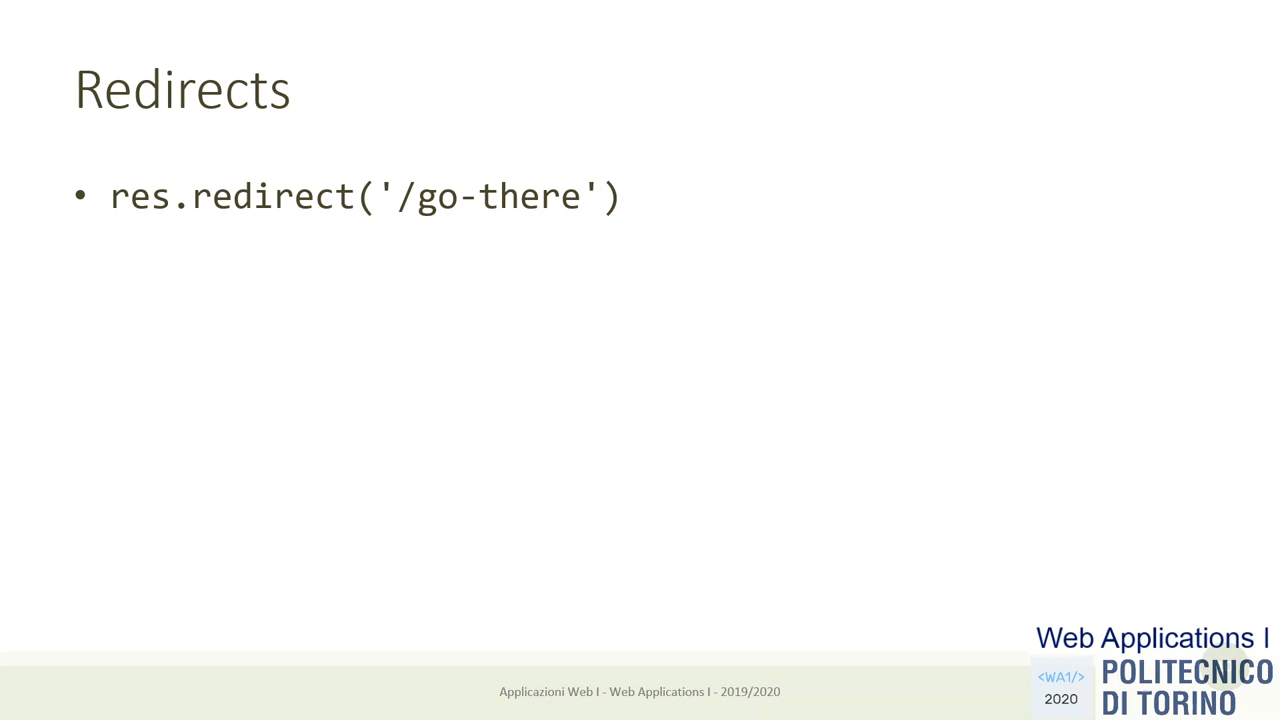 Redirects
• res.redirect('/go-there')
Web Applications I
<WA1/>
2020
POLITECNICO
DI TORINO
Applicazioni Web I - Web Applications I - 2019/2020